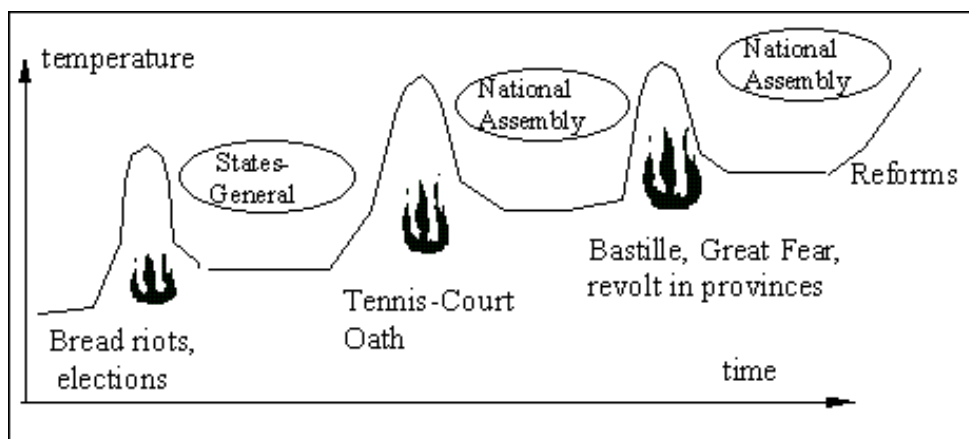 temperature
National
Assembly
National
Assembly
States-
General
Reforms
Bastille, Great Fear,
revolt in provinces
Tennis-Court
Oath
Bread riots,
elections
time